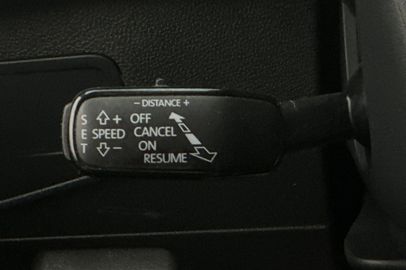 − DISTANCE +
S ⇧ + OFF
E SPEED CANCEL
T ⇩ − ON
RESUME